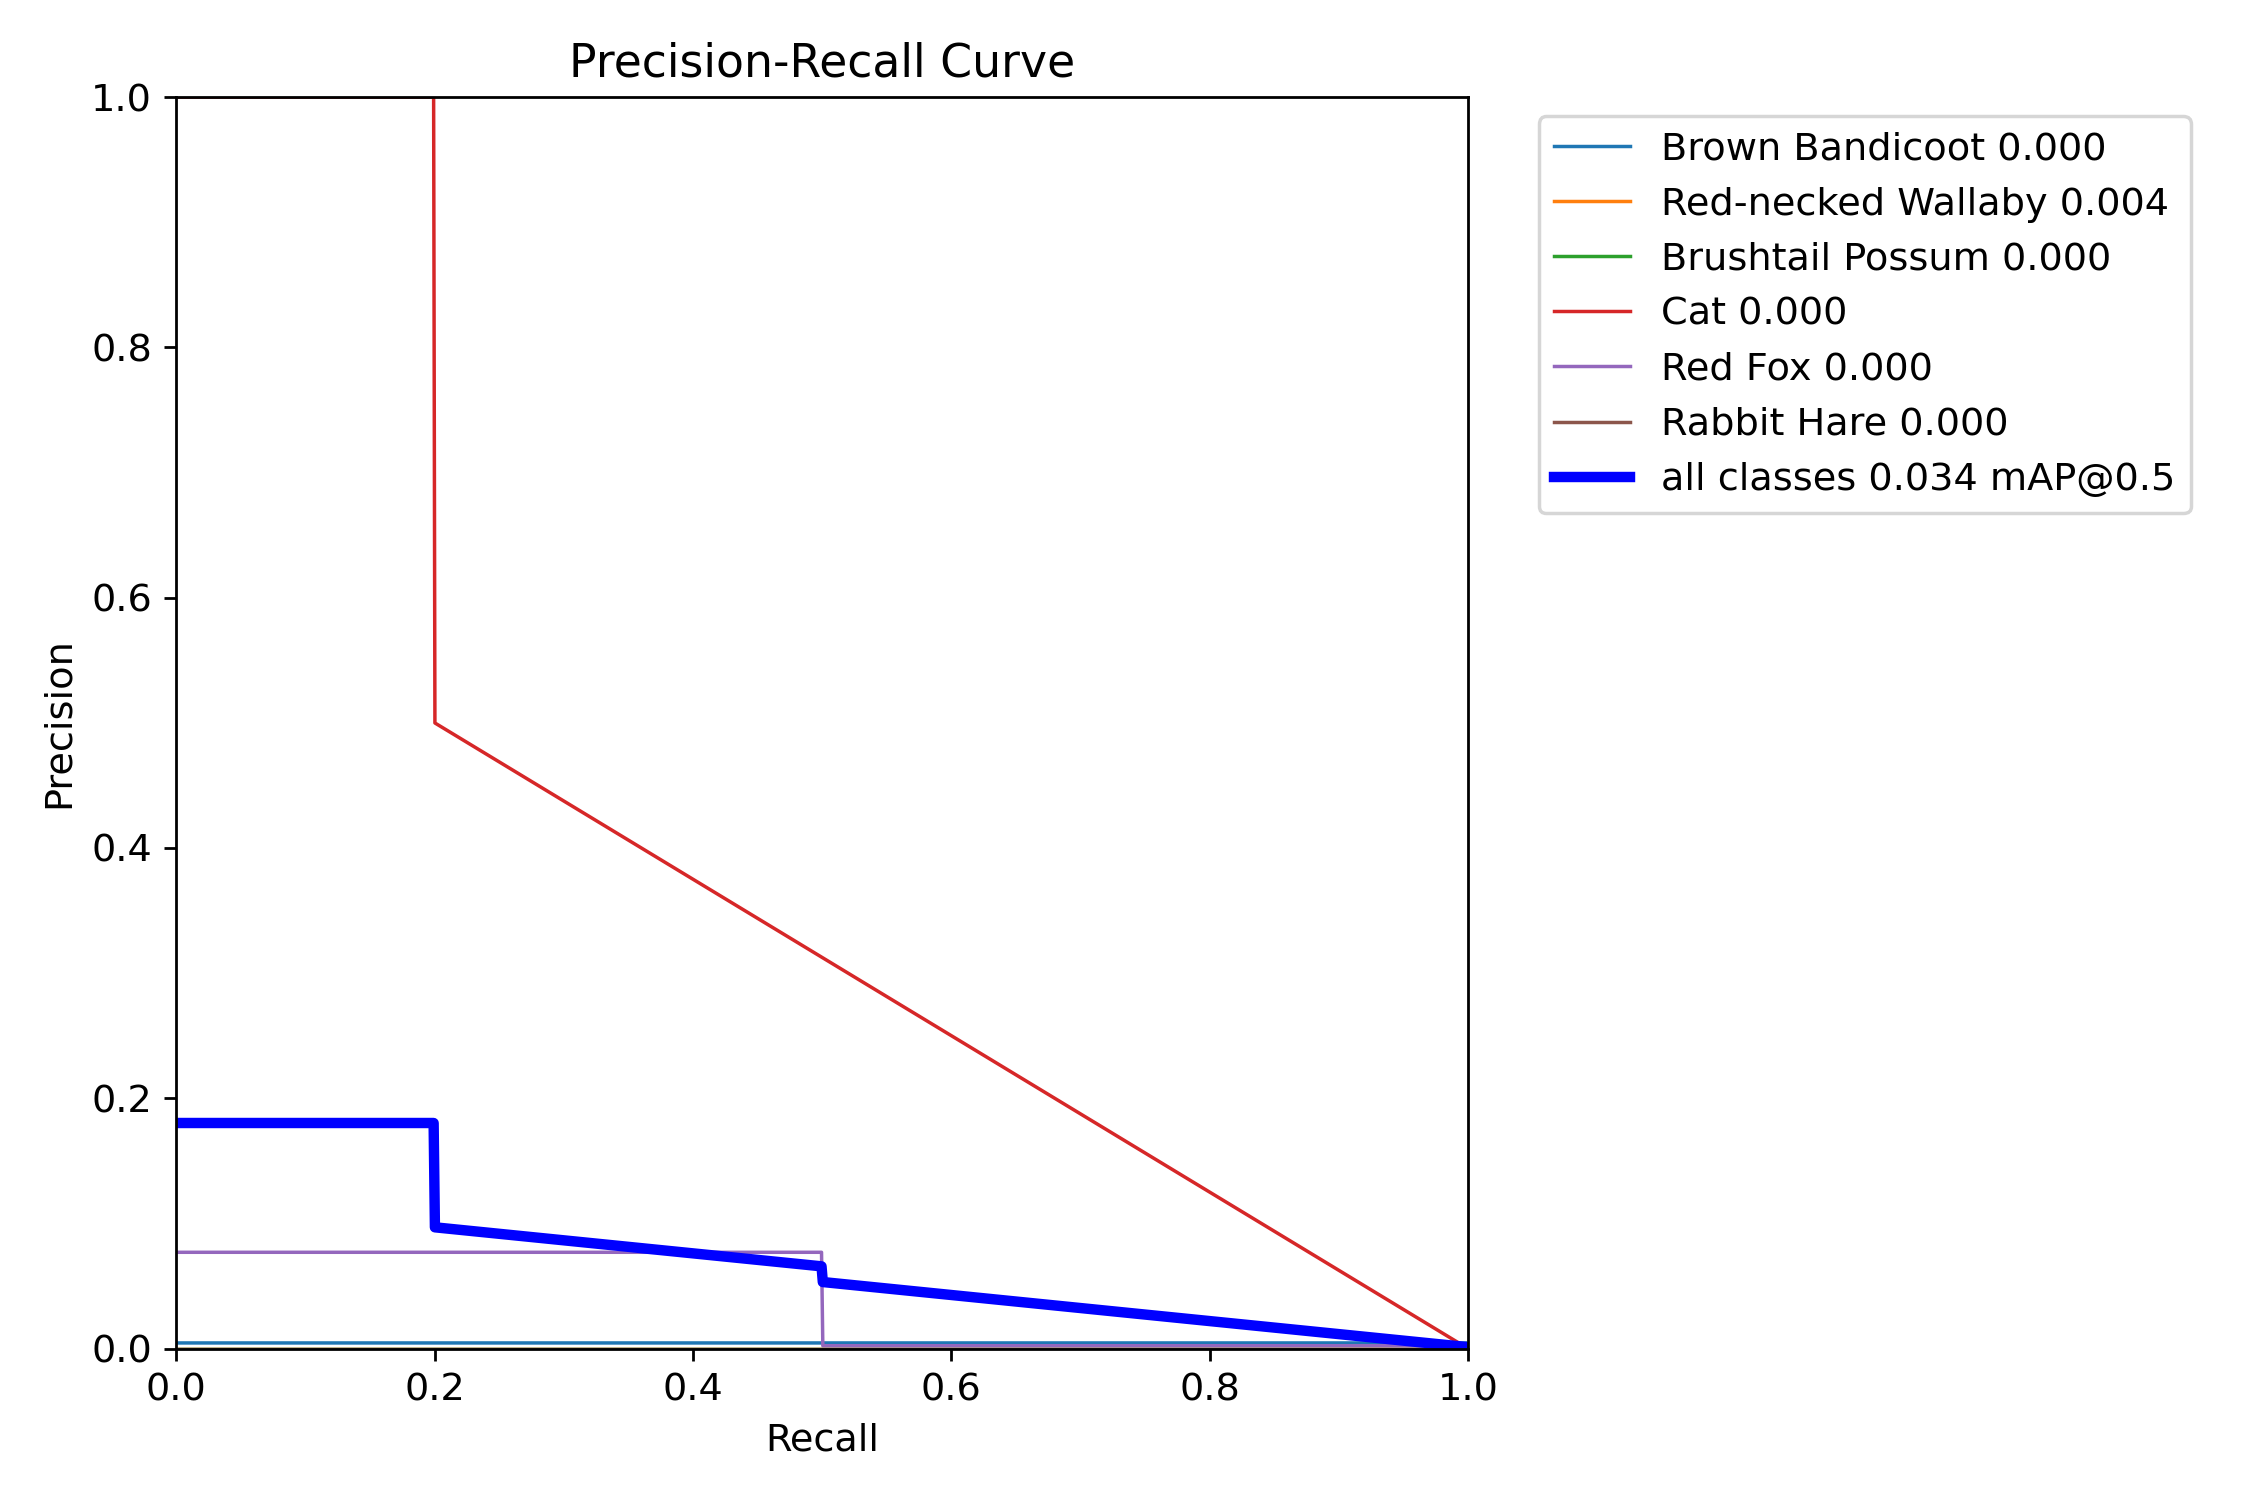 Precision-Recall Curve
1.0
0.8
0.6
0.4
0.2
0.0
Precision
0.0 0.2 0.4 0.6 0.8 1.0
Recall
Brown Bandicoot 0.000
Red-necked Wallaby 0.004
Brushtail Possum 0.000
Cat 0.000
Red Fox 0.000
Rabbit Hare 0.000
all classes 0.034 mAP@0.5